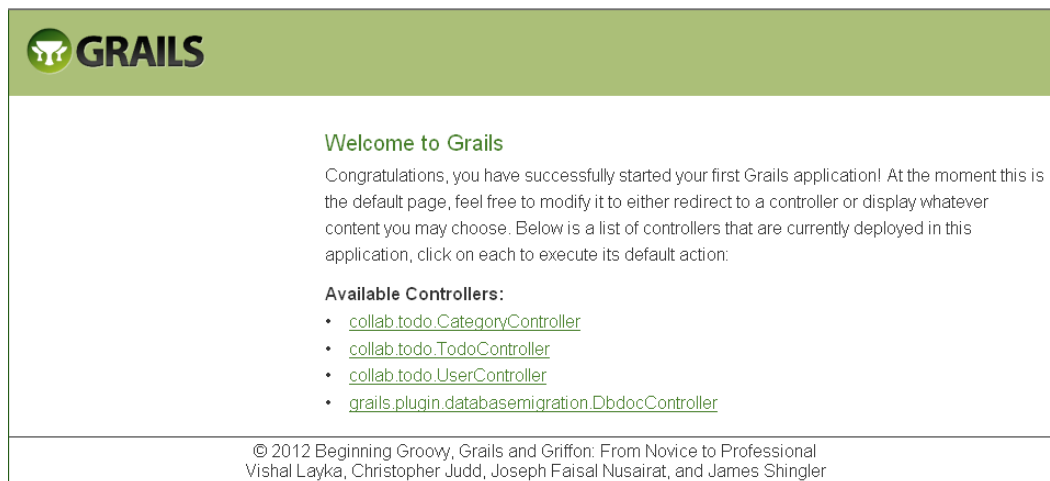 GRAILS
Welcome to Grails
Congratulations, you have successfully started your first Grails application! At the moment this is
the default page, feel free to modify it to either redirect to a controller or display whatever
content you may choose. Below is a list of controllers that are currently deployed in this
application, click on each to execute its default action:
Available Controllers:
• collab.todo.CategoryController
• collab.todo.TodoController
• collab.todo.UserController
• grails.plugin.databasemigration.DbdocController
© 2012 Beginning Groovy, Grails and Griffon: From Novice to Professional
Vishal Layka, Christopher Judd, Joseph Faisal Nusairat, and James Shingler